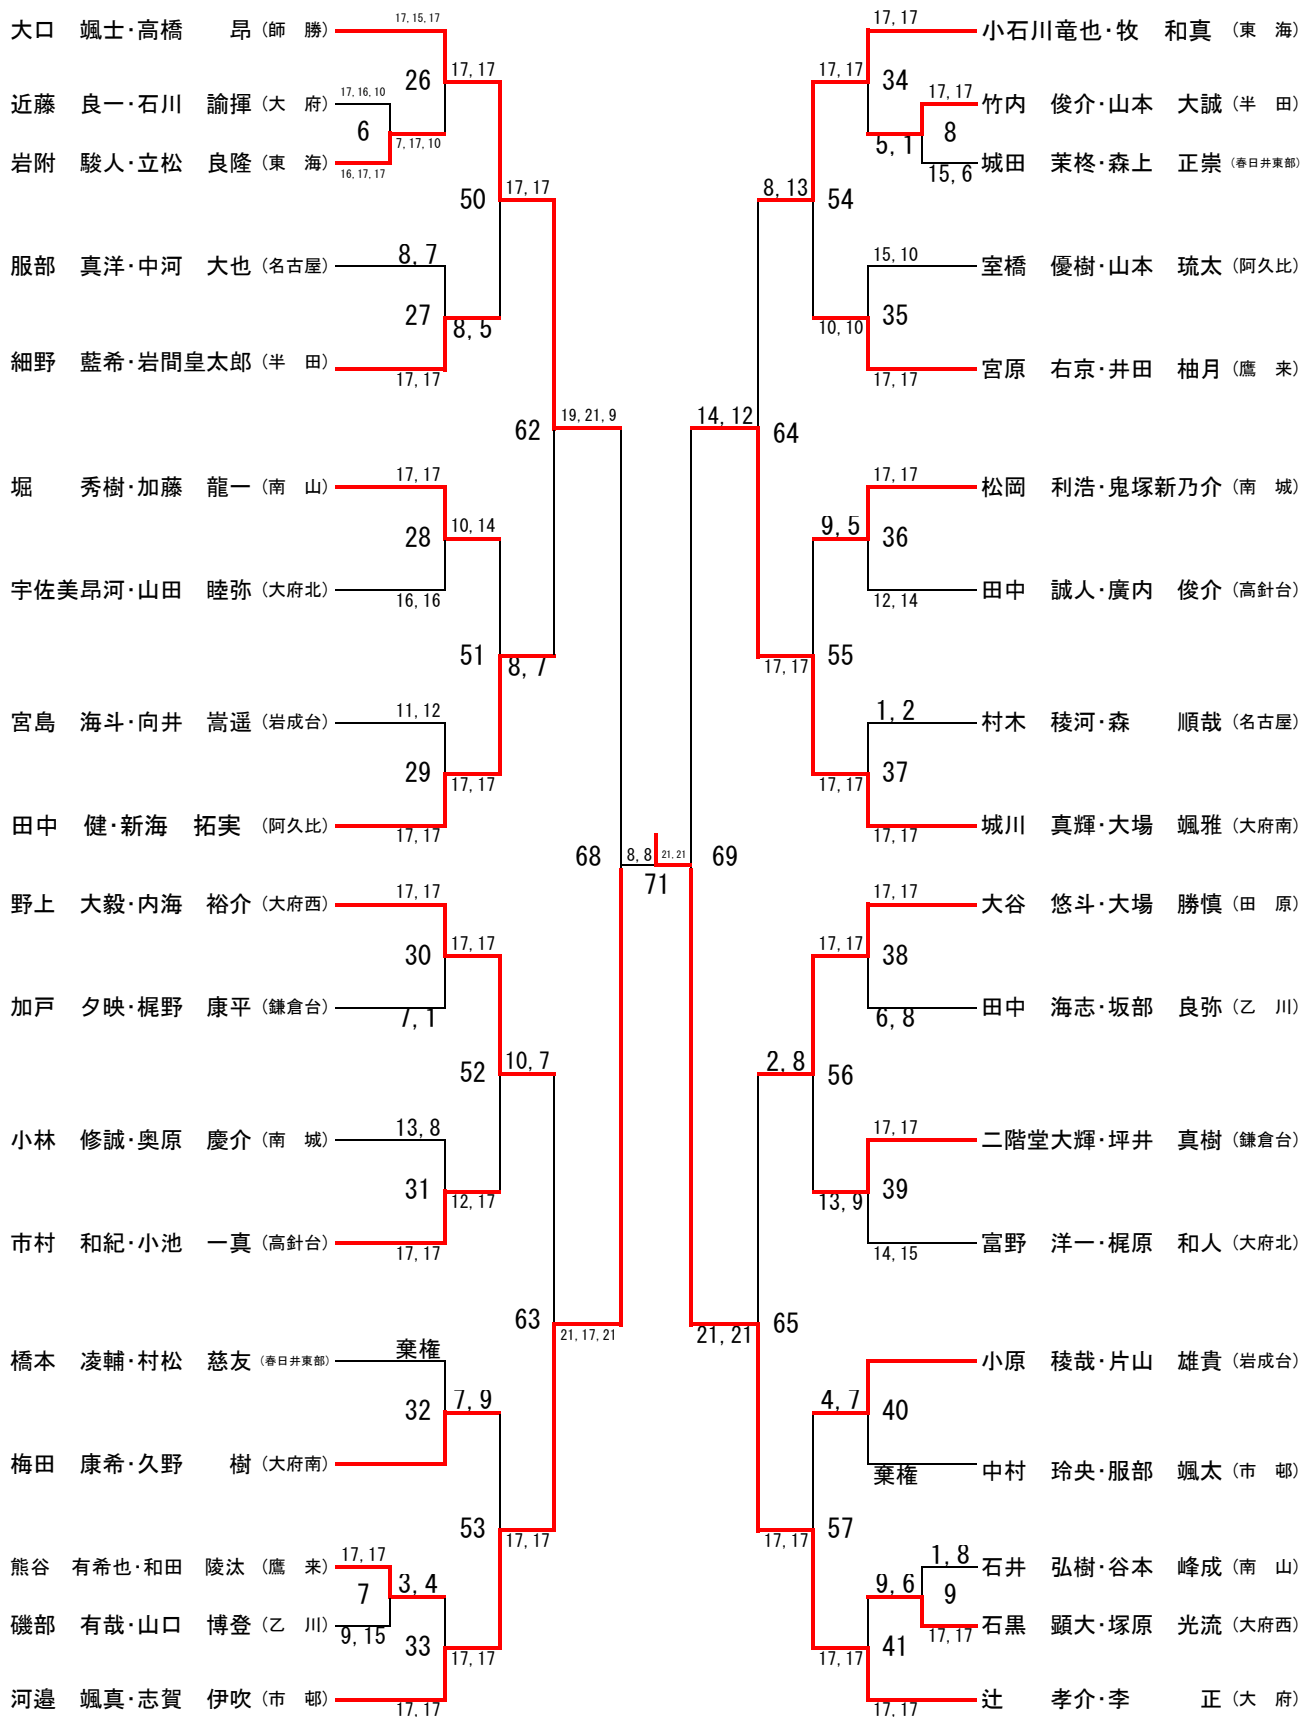 17, 15, 17
17, 17
大口　颯士・高橋　　昂 (師　勝)
小石川竜也・牧　和真 (東　海)
26
17, 17
17, 17
34
17, 16, 10
17, 17
近藤　良一・石川　諭揮 (大　府)
竹内　俊介・山本　大誠 (半　田)
6
7, 17, 10
5, 1
8
岩附　駿人・立松　良隆 (東　海)
城田　茉柊・森上　正崇 (春日井東部)
16, 17, 17
15, 6
50
17, 17
8, 13
54
8, 7
15, 10
服部　真洋・中河　大也 (名古屋)
室橋　優樹・山本　琉太 (阿久比)
27
8, 5
10, 10
35
細野　藍希・岩間皇太郎 (半　田)
宮原　右京・井田　柚月 (鷹　来)
17, 17
17, 17
62
19, 21, 9
14, 12
64
17, 17
17, 17
堀　　秀樹・加藤　龍一 (南　山)
松岡　利浩・鬼塚新乃介 (南　城)
28
10, 14
9, 5
36
宇佐美昂河・山田　睦弥 (大府北)
田中　誠人・廣内　俊介 (高針台)
16, 16
12, 14
51
8, 7
17, 17
55
11, 12
1, 2
宮島　海斗・向井　嵩遥 (岩成台)
村木　稜河・森　　順哉 (名古屋)
29
17, 17
17, 17
37
田中　健・新海　拓実 (阿久比)
城川　真輝・大場　颯雅 (大府南)
17, 17
17, 17
68
8, 8
21, 21
69
71
17, 17
17, 17
野上　大毅・内海　裕介 (大府西)
大谷　悠斗・大場　勝慎 (田　原)
30
17, 17
17, 17
38
加戸　夕映・梶野　康平 (鎌倉台)
田中　海志・坂部　良弥 (乙　川)
7, 1
6, 8
52
10, 7
2, 8
56
13, 8
17, 17
小林　修誠・奥原　慶介 (南　城)
二階堂大輝・坪井　真樹 (鎌倉台)
31
12, 17
13, 9
39
市村　和紀・小池　一真 (高針台)
富野　洋一・梶原　和人 (大府北)
17, 17
14, 15
63
21, 17, 21
21, 21
65
棄権
橋本　凌輔・村松　慈友 (春日井東部)
小原　稜哉・片山　雄貴 (岩成台)
32
7, 9
4, 7
40
梅田　康希・久野　　樹 (大府南)
中村　玲央・服部　颯太 (市　邨)
棄権
53
17, 17
17, 17
57
17, 17
1, 8
熊谷　有希也・和田　陵汰 (鷹　来)
石井　弘樹・谷本　峰成 (南　山)
7
3, 4
9, 6
9
磯部　有哉・山口　博登 (乙　川)
石黒　顕大・塚原　光流 (大府西)
9, 15
17, 17
33
17, 17
17, 17
41
河邉　颯真・志賀　伊吹 (市　邨)
辻　　孝介・李　　　正 (大　府)
17, 17
17, 17